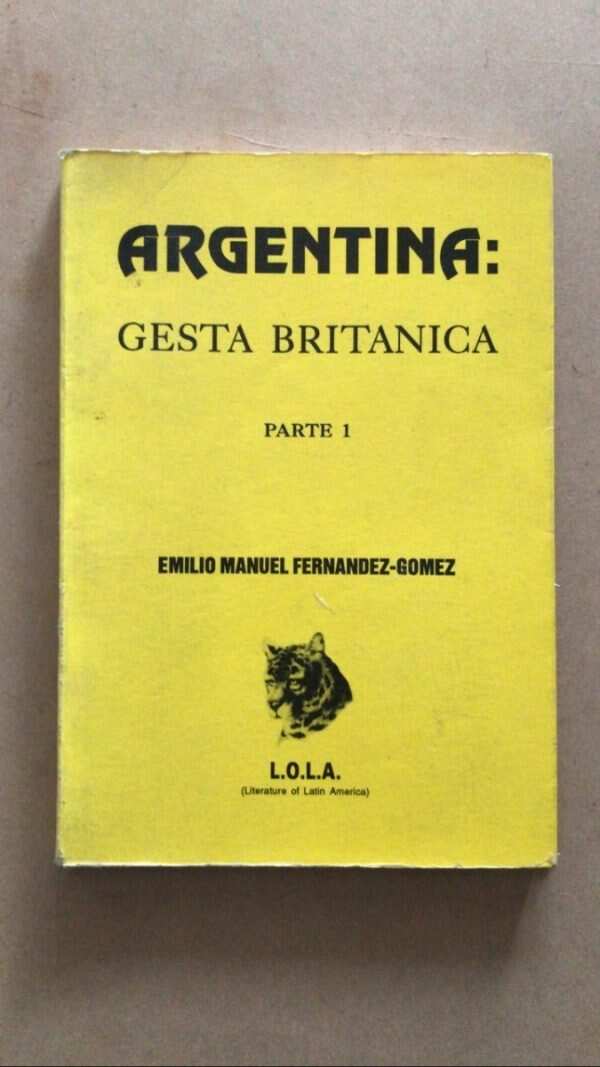 ARGENTINA:
GESTA BRITANICA
PARTE 1
EMILIO MANUEL FERNANDEZ-GOMEZ
L.O.L.A.
(Literature of Latin America)